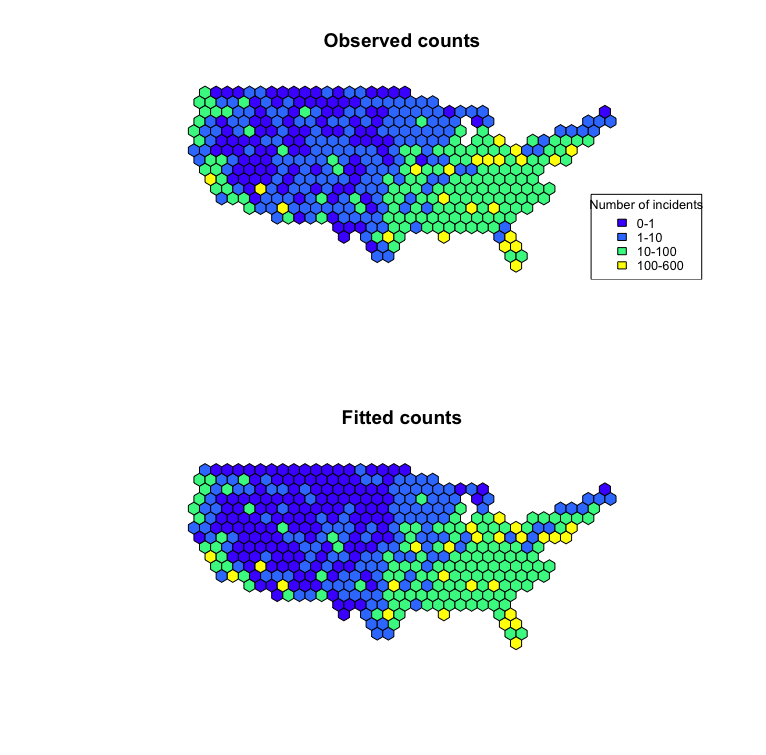 Observed counts
Number of incidents
0-1
1-10
10-100
100-600
Fitted counts